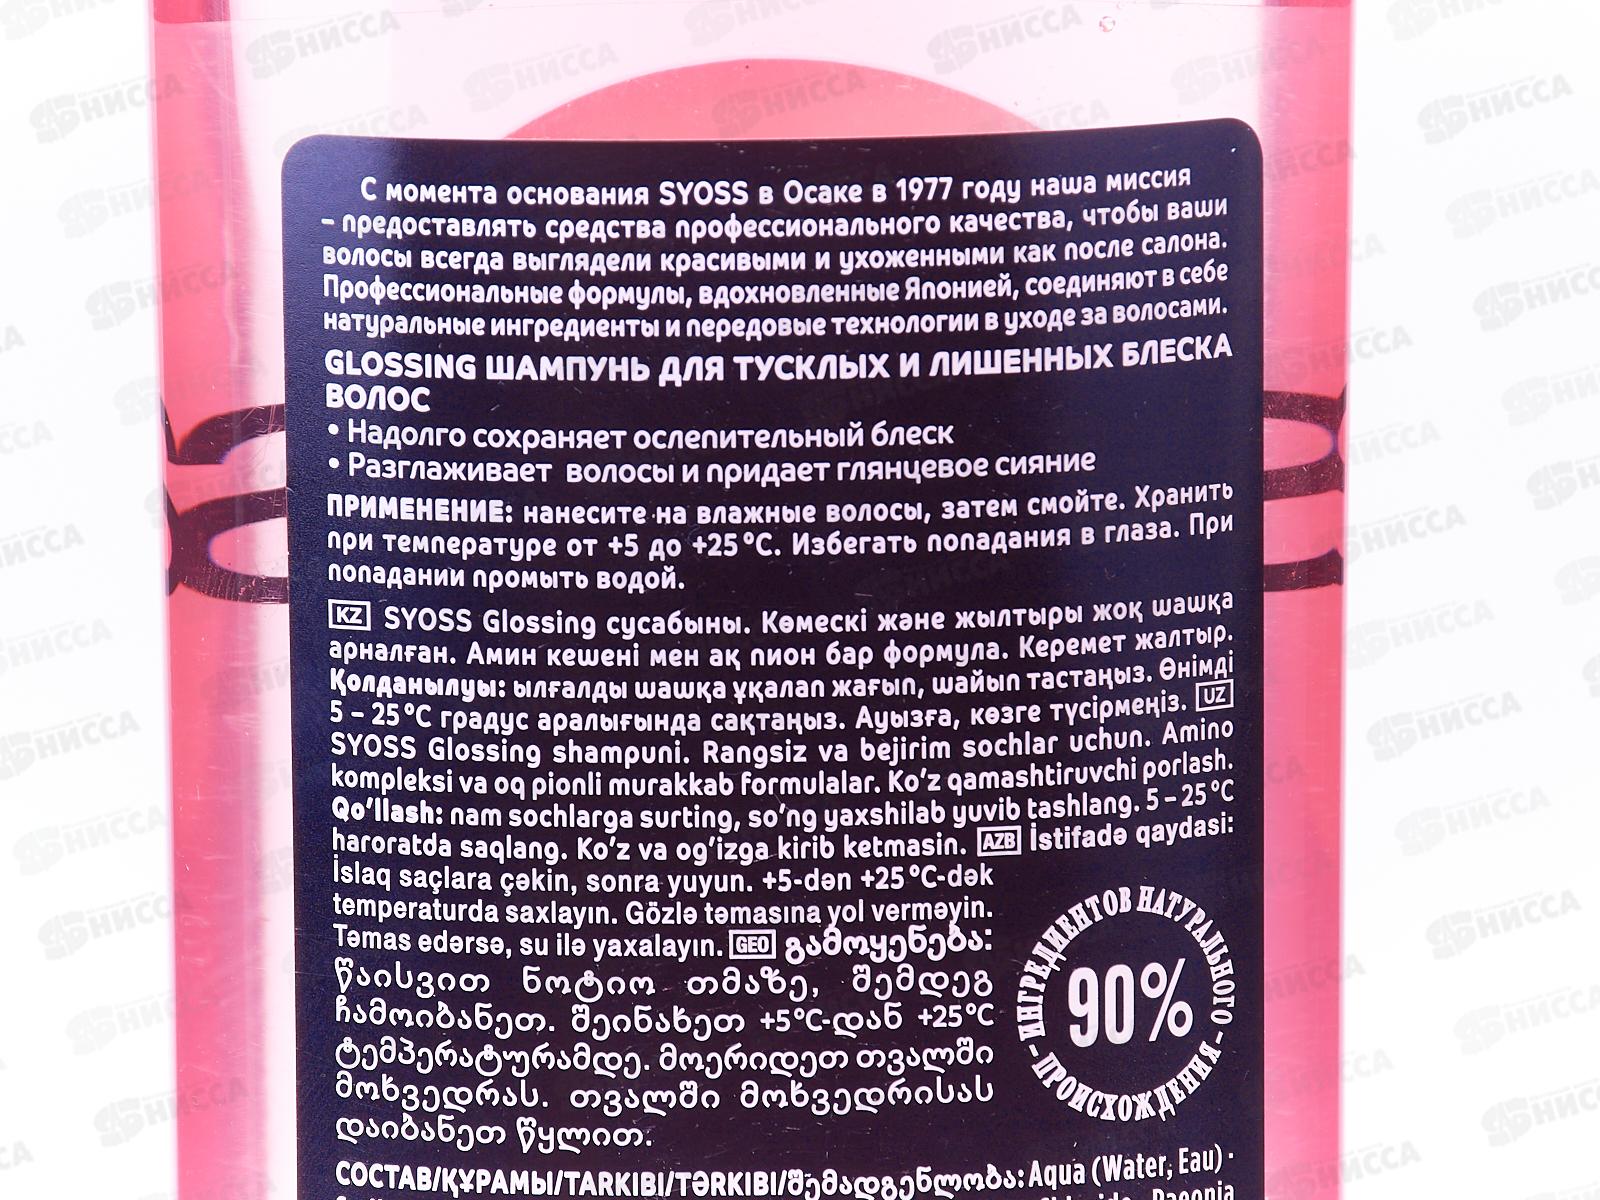 С момента основания SYOSS в Осаке в 1977 году наша миссия
– предоставлять средства профессионального качества, чтобы ваши
волосы всегда выглядели красивыми и ухоженными как после салона.
Профессиональные формулы, вдохновленные Японией, соединяют в себе
натуральные ингредиенты и передовые технологии в уходе за волосами.
GLOSSING ШАМПУНЬ ДЛЯ ТУСКЛЫХ И ЛИШЕННЫХ БЛЕСКА
ВОЛОС
• Надолго сохраняет ослепительный блеск
• Разглаживает волосы и придает глянцевое сияние
ПРИМЕНЕНИЕ: нанесите на влажные волосы, затем смойте. Хранить
при температуре от +5 до +25°C. Избегать попадания в глаза. При
попадании промыть водой.
KZ SYOSS Glossing сусабыны. Көмескі және жылтыры жоқ шашқа
арналған. Амин кешені мен ақ пион бар формула. Керемет жалтыр.
Қолданылуы: ылғалды шашқа ұқалап жағып, шайып тастаңыз. Өнімді
5 – 25°C градус аралығында сақтаңыз. Ауызға, көзге түсірмеңіз. UZ
SYOSS Glossing shampuni. Rangsiz va bejirim sochlar uchun. Amino
kompleksi va oq pionli murakkab formulalar. Ko’z qamashtiruvchi porlash.
Qo’llash: nam sochlarga surting, so’ng yaxshilab yuvib tashlang. 5 – 25°C
haroratda saqlang. Ko’z va og’izga kirib ketmasin. AZB İstifadə qaydasi:
İslaq saçlara çəkin, sonra yuyun. +5-dən +25°C-dək
temperaturda saxlayın. Gözlə təmasına yol verməyin.
Təmas edərsə, su ilə yaxalayın. GEO გამოყენება:
წაისვით ნოტიო თმაზე, შემდეგ
ჩამოიბანეთ. შეინახეთ +5°C-დან +25°C
ტემპერატურამდე. მოერიდეთ თვალში
მოხვედრას. თვალში მოხვედრისას
დაიბანეთ წყლით.
ИНГРЕДИЕНТОВ НАТУРАЛЬНОГО
90%
– ПРОИСХОЖДЕНИЯ –
СОСТАВ/ҚҰРАМЫ/TARKIBI/TƏRKIBI/შემადგენლობა: Aqua (Water, Eau) ·
Paeonia
НИССА